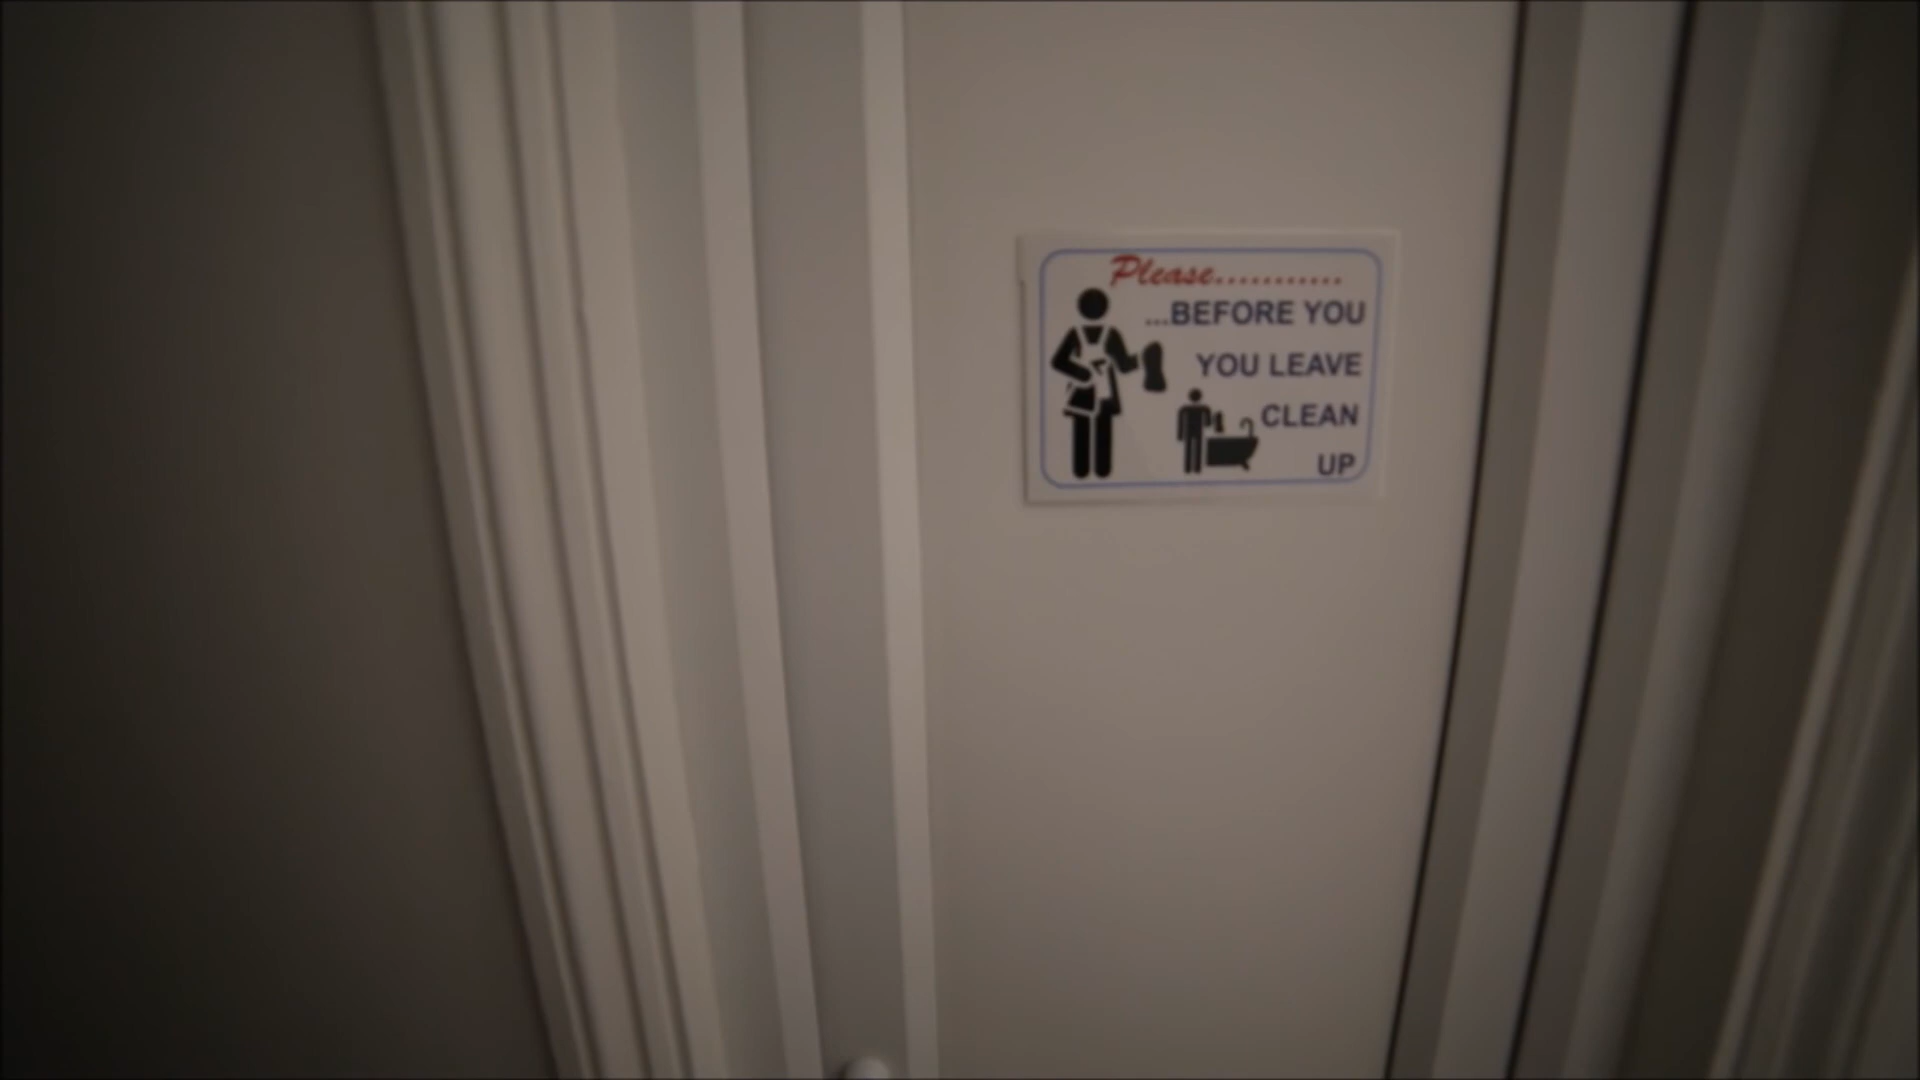 Please...........
...BEFORE YOU
YOU LEAVE
CLEAN
UP